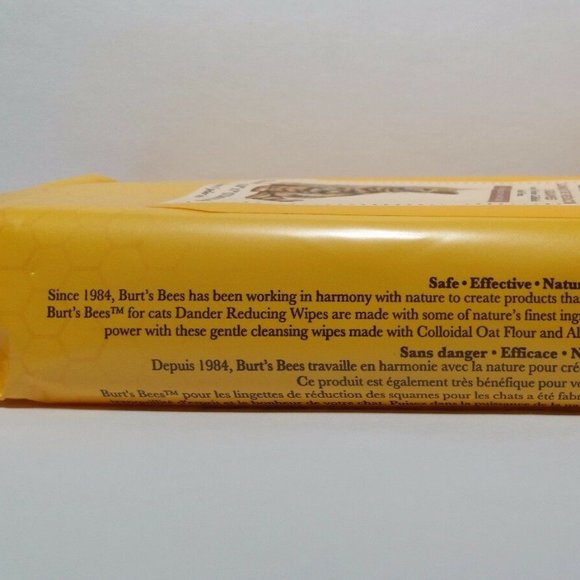 Safe • Effective • Natur
Since 1984, Burt's Bees has been working in harmony with nature to create products tha
Burt's Bees™ for cats Dander Reducing Wipes are made with some of nature's finest ingr
power with these gentle cleansing wipes made with Colloidal Oat Flour and Al
Sans danger • Efficace • N
Depuis 1984, Burt's Bees travaille en harmonie avec la nature pour cré
Ce produit est également très bénéfique pour vo
Burt's Bees™ pour les lingettes de réduction des squames pour les chats a été fabr